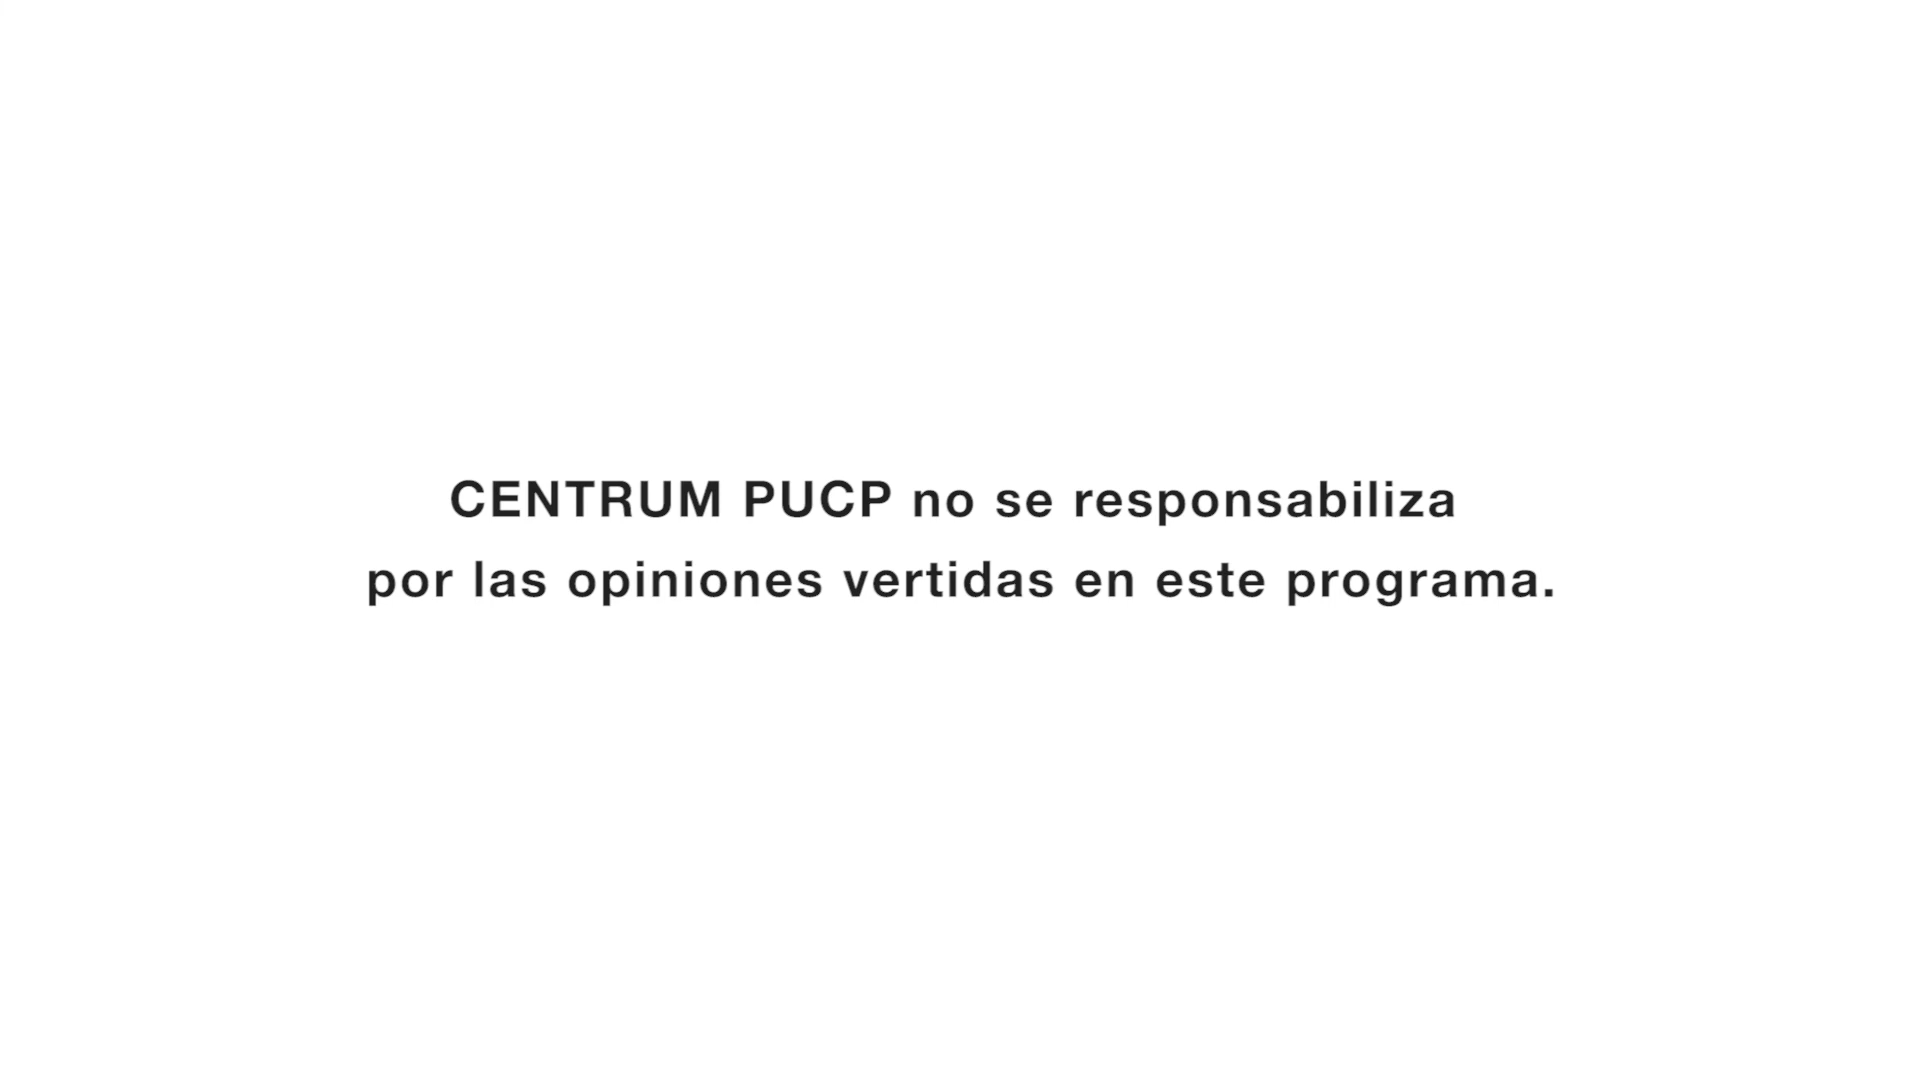 CENTRUM PUCP no se responsabiliza
por las opiniones vertidas en este programa.